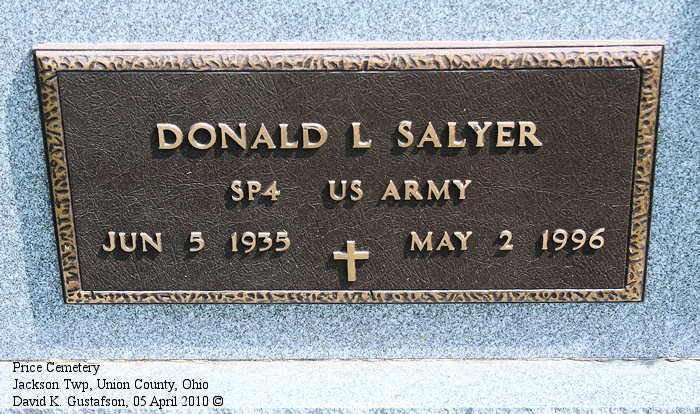 DONALD L SALYER
SP4 US ARMY
JUN 5 1935 MAY 2 1996
Price Cemetery
Jackson Twp, Union County, Ohio
David K. Gustafson, 05 April 2010 ©